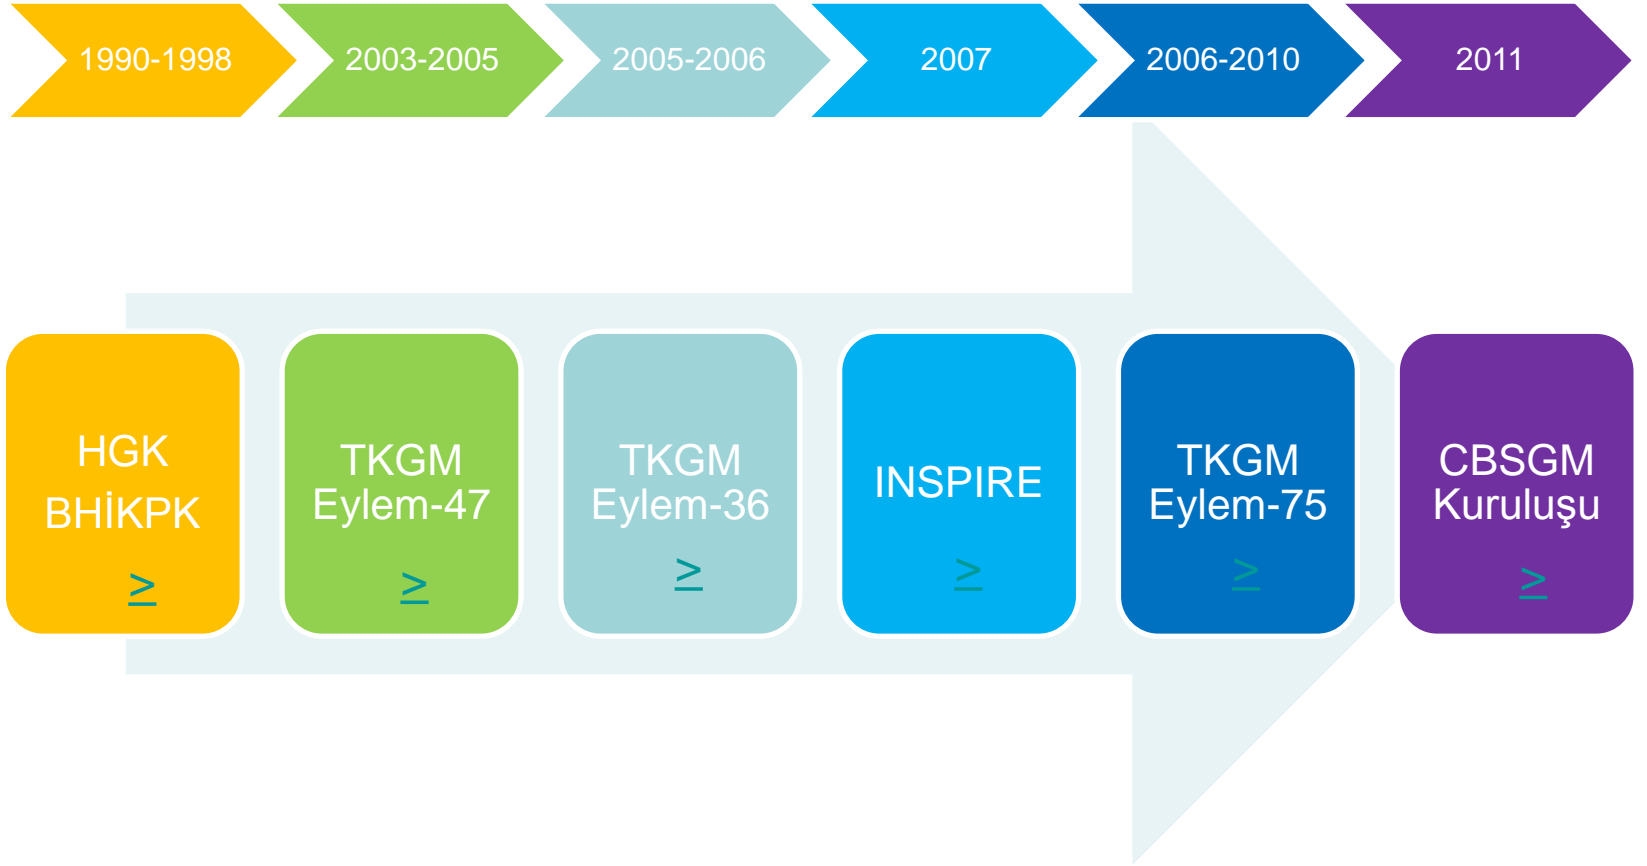 1990-1998
2003-2005
2005-2006
2007
2006-2010
2011
HGK
BHİKPK
≥
TKGM
Eylem-47
≥
TKGM
Eylem-36
≥
INSPIRE
≥
TKGM
Eylem-75
≥
CBSGM
Kuruluşu
≥